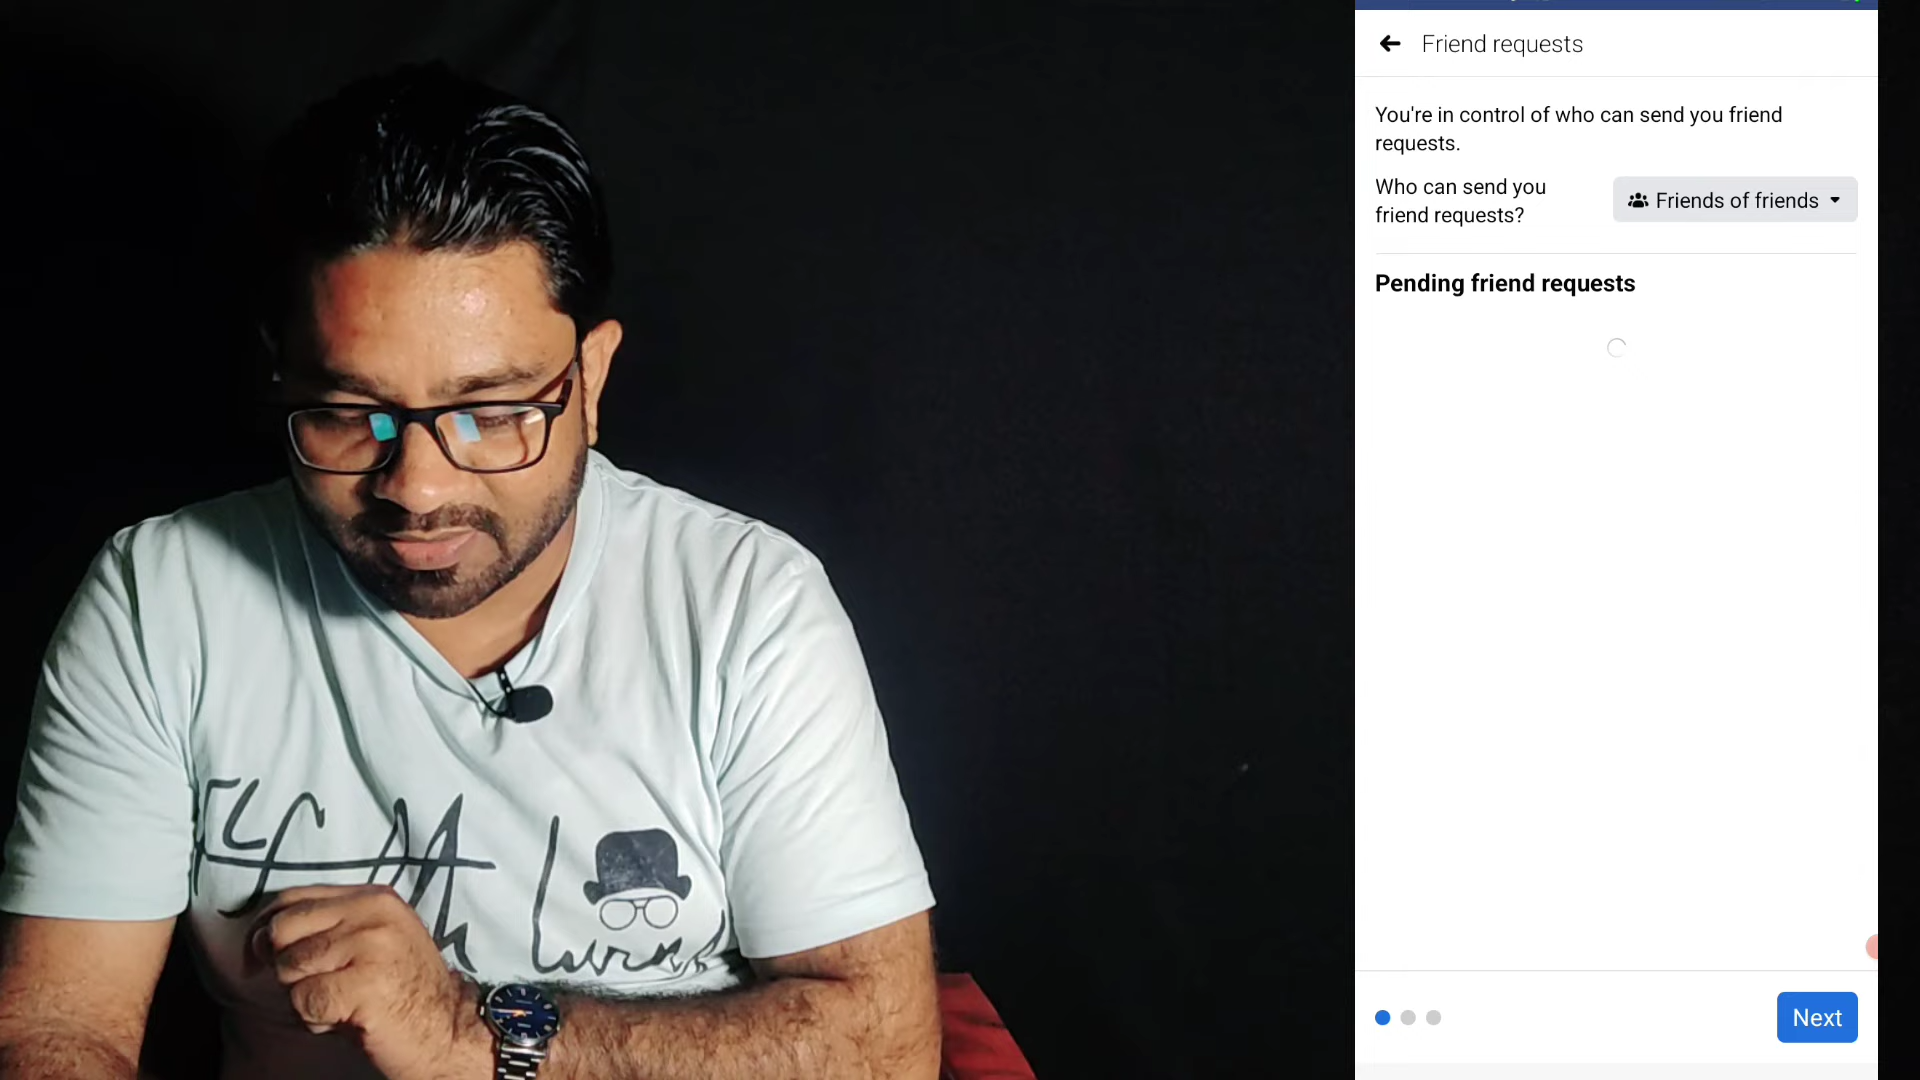 Friend requests
You're in control of who can send you friend
requests.
Who can send you
friend requests?
Friends of friends
Pending friend requests
Next